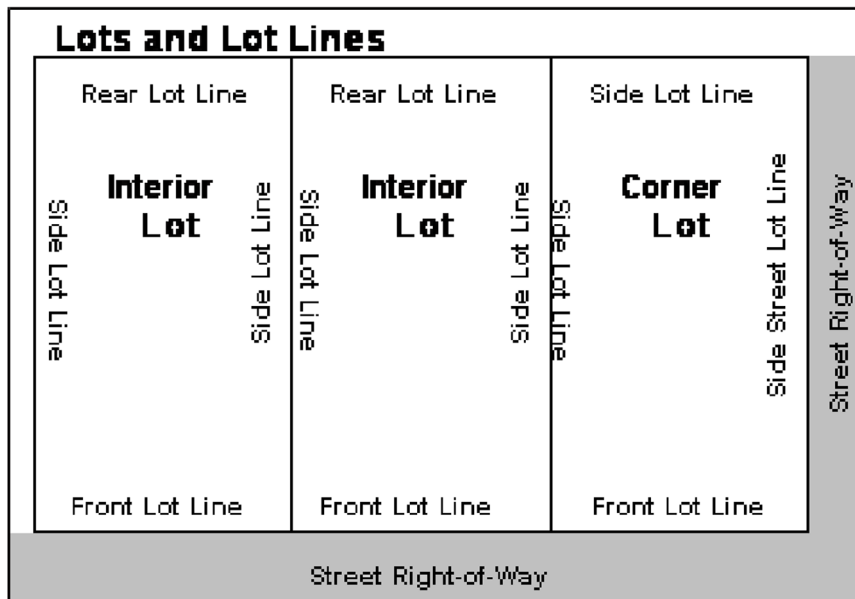 Lots and Lot Lines
Rear Lot Line
Interior
Lot
Side Lot Line
Side Lot Line
Front Lot Line
Rear Lot Line
Interior
Lot
Side Lot Line
Side Lot Line
Front Lot Line
Side Lot Line
Corner
Lot
Side Lot Line
Side Street Lot Line
Front Lot Line
Street Right-of-Way
Street Right-of-Way